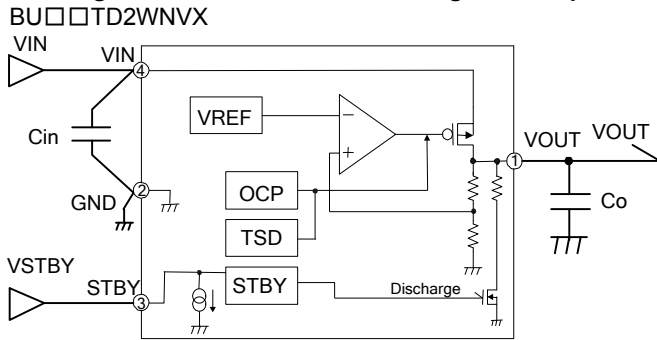 BU□□TD2WNVX
VIN
VIN
4
VREF
−
+
VOUT
VOUT
1
Cin
2
GND
OCP
Co
TSD
VSTBY
STBY
3
STBY
Discharge